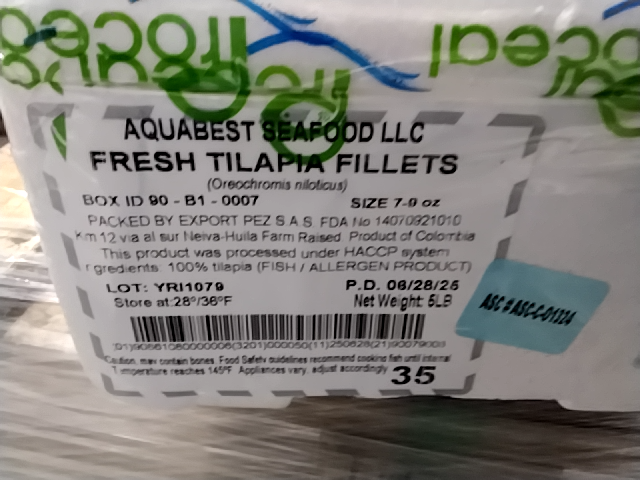 AQUABEST SEAFOOD LLC
FRESH TILAPIA FILLETS
(Oreochromis niloticus)
BOX ID 90 - B1 - 0007 SIZE 7-9 oz
PACKED BY EXPORT PEZ S.A.S. FDA No 14070921010
Km 12 via al sur Neiva-Huila Farm Raised. Product of Colombia
This product was processed under HACCP system
rgredients: 100% tilapia (FISH / ALLERGEN PRODUCT)
LOT: YRI1079 P.D. 06/28/25
Store at:28°/36°F Net Weight: 5LB
ASC # ASC-C-01324
Caution, may contain bones. Food Safety guidelines recommend cooking fish until internal
Temperature reaches 145ºF. Appliances vary, adjust accordingly
35